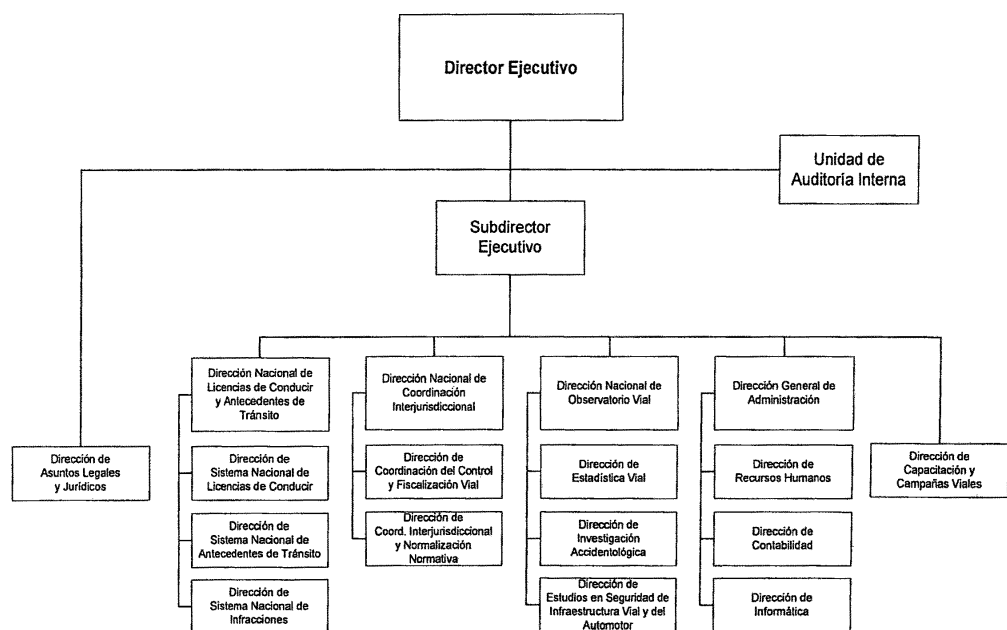 Director Ejecutivo
Unidad de
Auditoría Interna
Subdirector
Ejecutivo
Dirección Nacional de
Licencias de Conducir
y Antecedentes de
Tránsito
Dirección Nacional de
Coordinación
Interjurisdiccional
Dirección Nacional de
Observatorio Vial
Dirección General de
Administración
Dirección de
Asuntos Legales
y Jurídicos
Dirección de
Sistema Nacional de
Licencias de Conducir
Dirección de
Coordinación del Control
y Fiscalización Vial
Dirección de
Estadística Vial
Dirección de
Recursos Humanos
Dirección de
Capacitación y
Campañas Viales
Dirección de
Sistema Nacional de
Antecedentes de Tránsito
Dirección de
Coord. Interjurisdiccional
y Normalización
Normativa
Dirección de
Investigación
Accidentológica
Dirección de
Contabilidad
Dirección de
Sistema Nacional de
Infracciones
Dirección de
Estudios en Seguridad de
Infraestructura Vial y del
Automotor
Dirección de
Informática